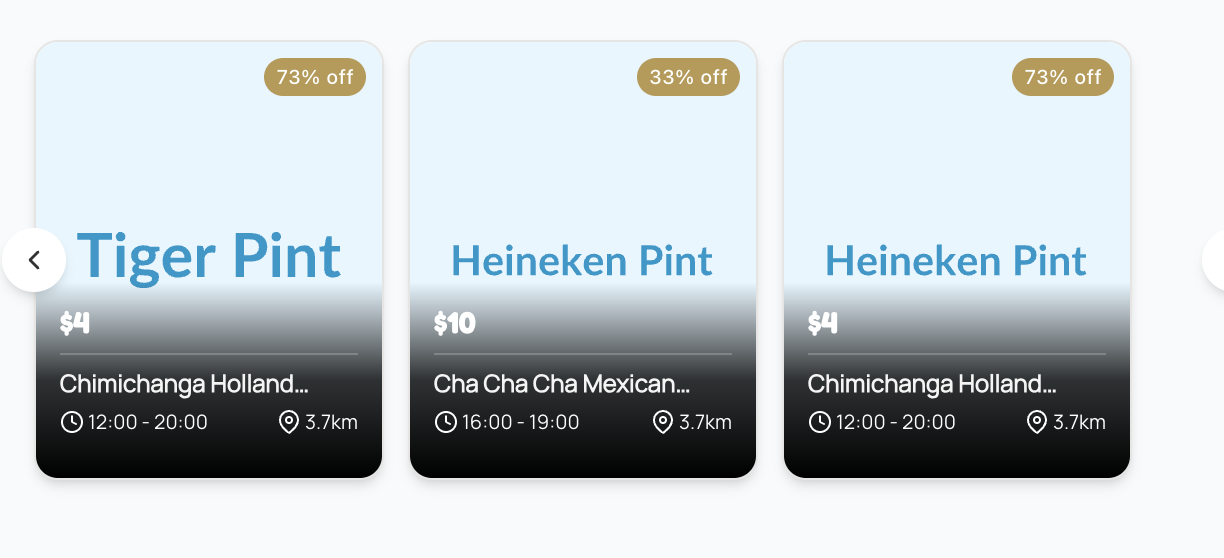 73% off
Tiger Pint
$4
Chimichanga Holland...
12:00 - 20:00
3.7km
33% off
Heineken Pint
$10
Cha Cha Cha Mexican...
16:00 - 19:00
3.7km
73% off
Heineken Pint
$4
Chimichanga Holland...
12:00 - 20:00
3.7km